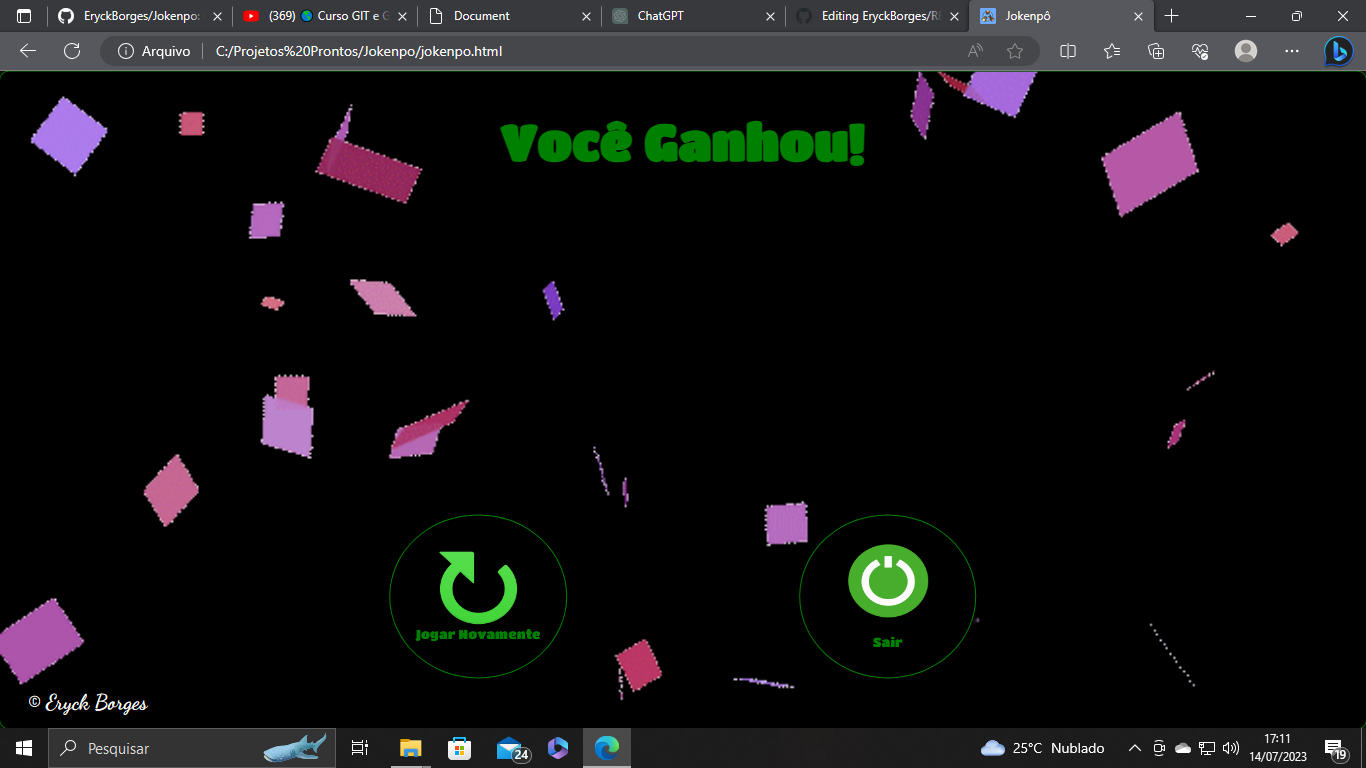 EryckBorges/Jokenpo:
(369) Curso GIT e G
Document
ChatGPT
Editing EryckBorges/R
Jokenpô
Arquivo
C:/Projetos%20Prontos/Jokenpo/jokenpo.html
Você Ganhou!
Jogar Novamente
Sair
© Eryck Borges
Pesquisar
24
25°C Nublado
17:11
14/07/2023
19